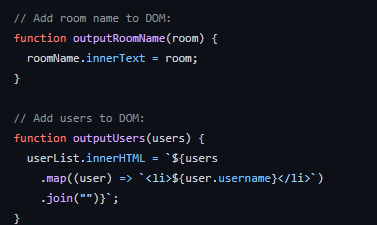 // Add room name to DOM:
function outputRoomName(room) {
  roomName.innerText = room;
}

// Add users to DOM:
function outputUsers(users) {
  userList.innerHTML = `${users
    .map((user) => `<li>${user.username}</li>`)
    .join("")}`;
}